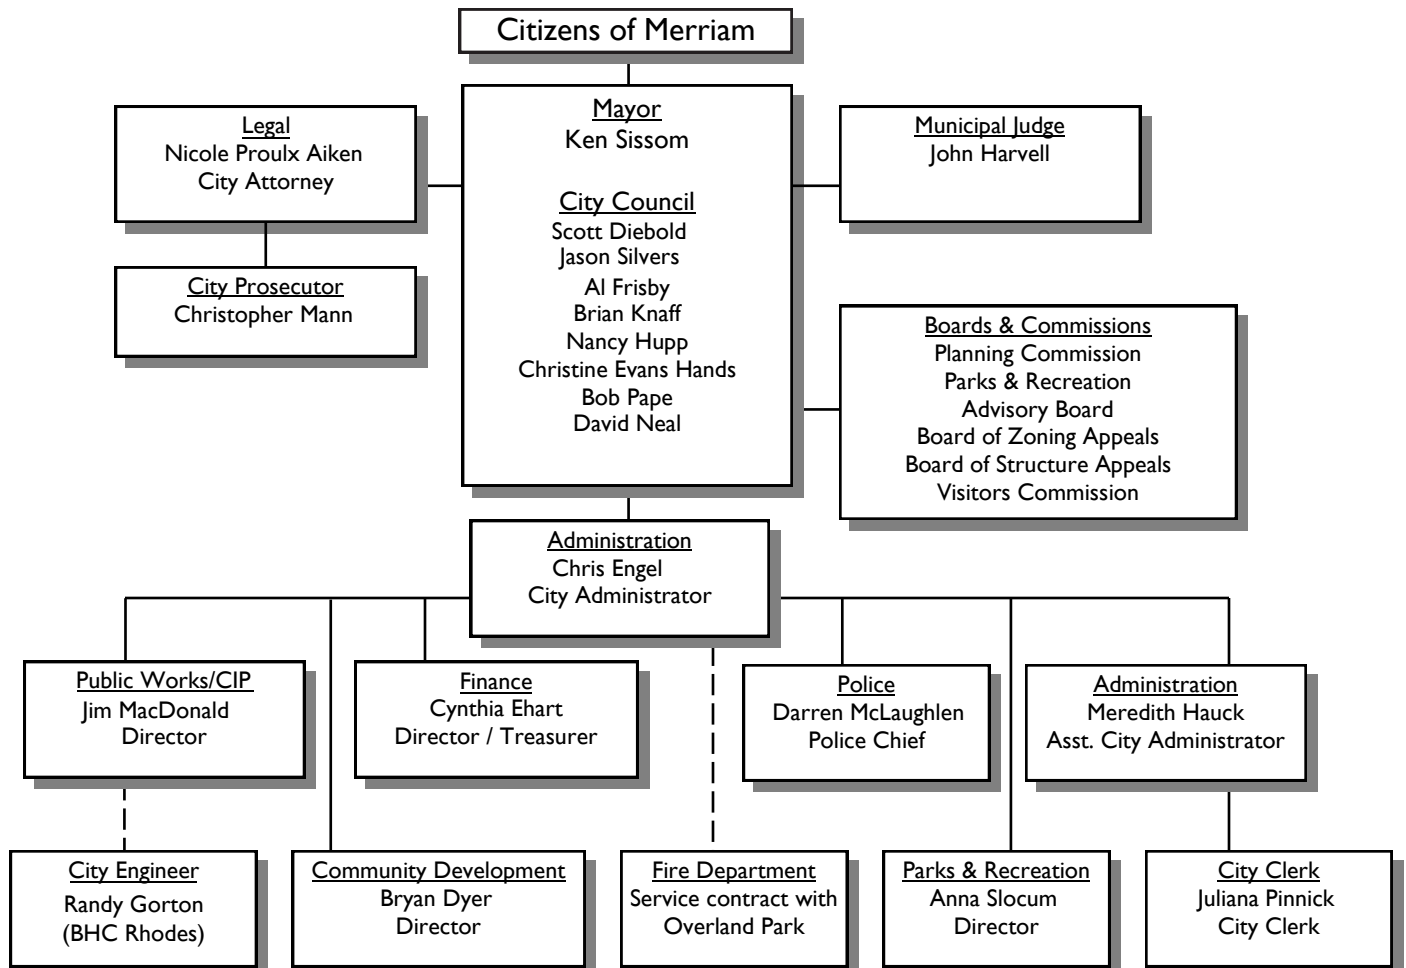 Citizens of Merriam
Legal
Nicole Proulx Aiken
City Attorney
City Prosecutor
Christopher Mann
Mayor
Ken Sissom
City Council
Scott Diebold
Jason Silvers
Al Frisby
Brian Knaff
Nancy Hupp
Christine Evans Hands
Bob Pape
David Neal
Municipal Judge
John Harvell
Boards & Commissions
Planning Commission
Parks & Recreation
Advisory Board
Board of Zoning Appeals
Board of Structure Appeals
Visitors Commission
Administration
Chris Engel
City Administrator
Public Works/CIP
Jim MacDonald
Director
Finance
Cynthia Ehart
Director / Treasurer
Police
Darren McLaughlen
Police Chief
Administration
Meredith Hauck
Asst. City Administrator
City Engineer
Randy Gorton
(BHC Rhodes)
Community Development
Bryan Dyer
Director
Fire Department
Service contract with
Overland Park
Parks & Recreation
Anna Slocum
Director
City Clerk
Juliana Pinnick
City Clerk